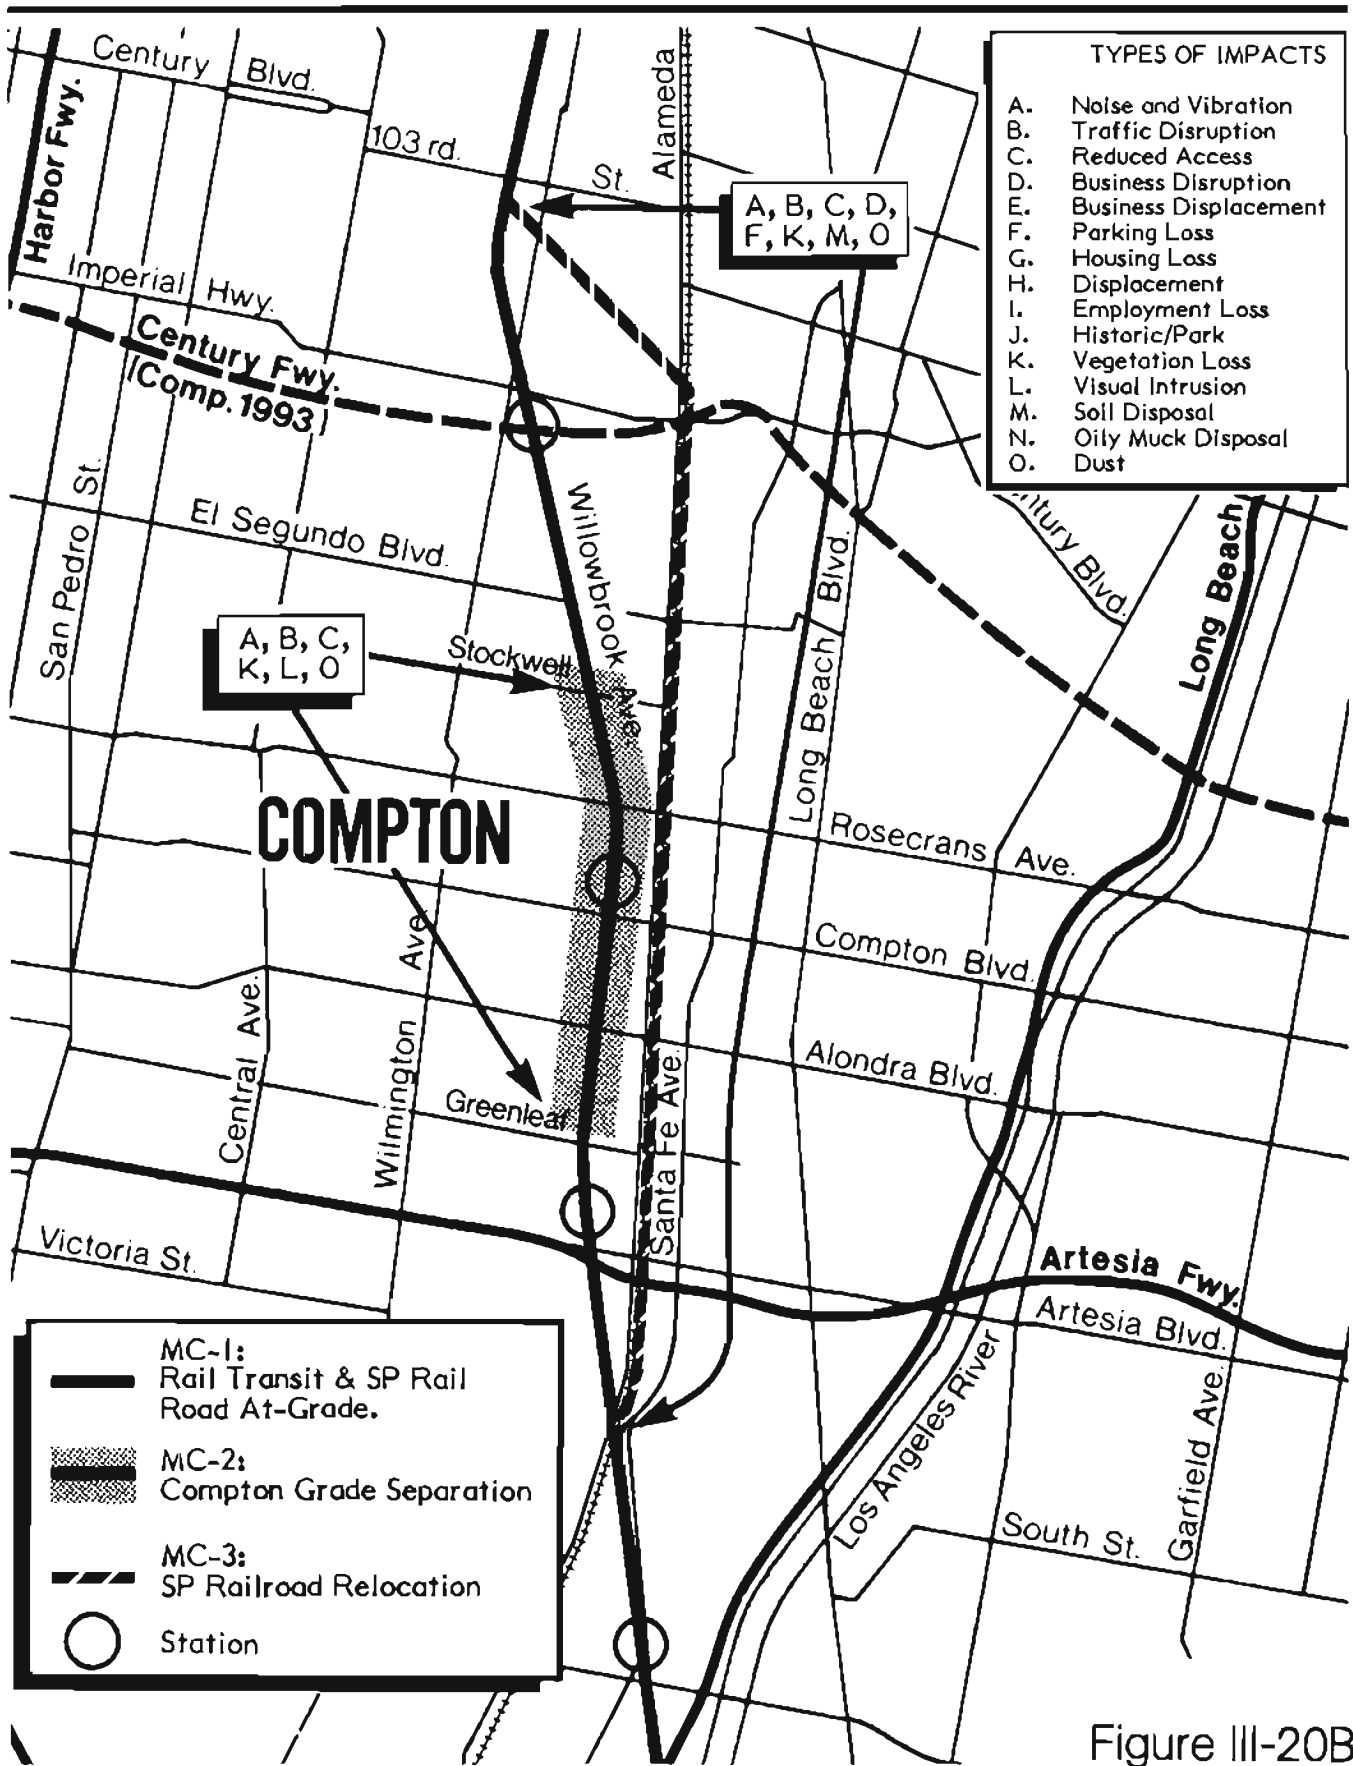 Century Blvd.
Harbor Fwy.
103 rd. St.
Alameda
TYPES OF IMPACTS
A. Noise and Vibration
B. Traffic Disruption
C. Reduced Access
D. Business Disruption
E. Business Displacement
F. Parking Loss
G. Housing Loss
H. Displacement
I. Employment Loss
J. Historic/Park
K. Vegetation Loss
L. Visual Intrusion
M. Soil Disposal
N. Oily Muck Disposal
O. Dust
A, B, C, D,
F, K, M, O
Imperial Hwy.
Century Fwy.
(Comp. 1993)
San Pedro St.
El Segundo Blvd.
Willowbrook Ave.
Long Beach Blvd.
ntury Blvd.
Long Beach
A, B, C,
K, L, O
Stockwell
COMPTON
Long Beach Blvd.
Rosecrans Ave.
Compton Blvd.
Alondra Blvd.
Central Ave.
Wilmington Ave.
Greenleaf
Santa Fe Ave.
Victoria St.
Artesia Fwy.
Artesia Blvd.
Los Angeles River
Garfield Ave.
South St.
MC-1:
Rail Transit & SP Rail
Road At-Grade.
MC-2:
Compton Grade Separation
MC-3:
SP Railroad Relocation
Station
Figure III-20B